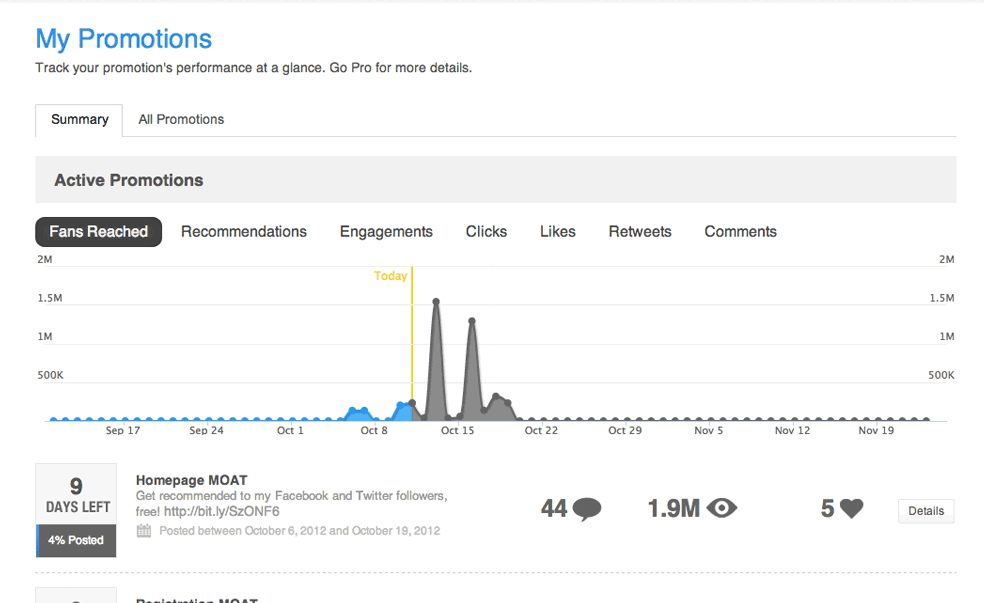 My Promotions
Track your promotion's performance at a glance. Go Pro for more details.
Summary All Promotions
Active Promotions
Fans Reached Recommendations Engagements Clicks Likes Retweets Comments
2M 2M
Today
1.5M 1.5M
1M 1M
500K 500K
Sep 17 Sep 24 Oct 1 Oct 8 Oct 15 Oct 22 Oct 29 Nov 5 Nov 12 Nov 19
9
DAYS LEFT
4% Posted
Homepage MOAT
Get recommended to my Facebook and Twitter followers,
free! http://bit.ly/SzONF6
Posted between October 6, 2012 and October 19, 2012
44 1.9M 5 Details
Registration MOAT